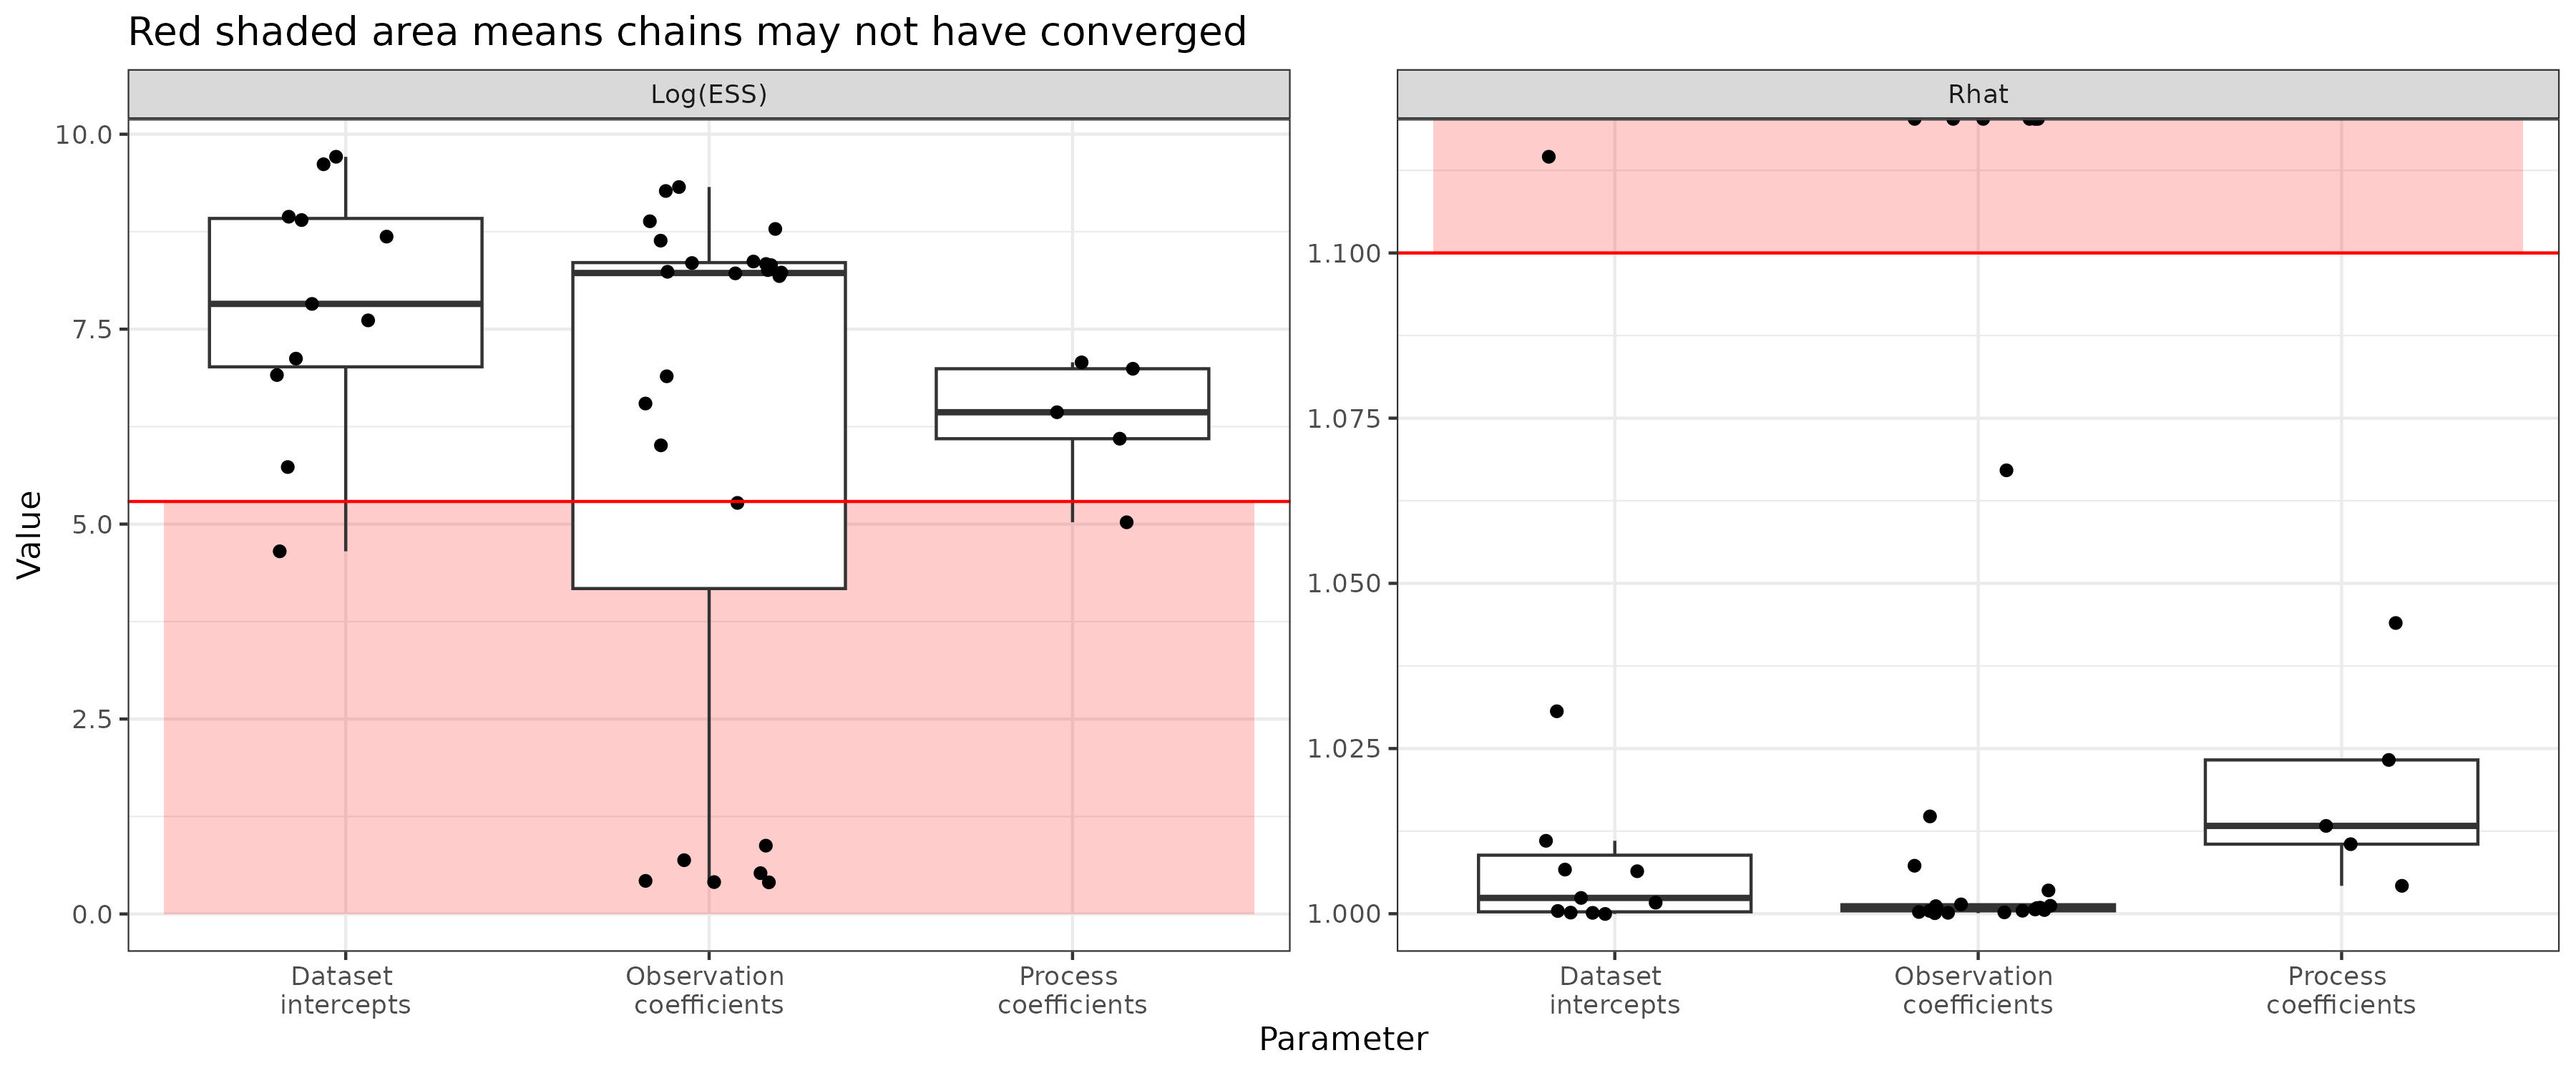 Red shaded area means chains may not have converged
Log(ESS)
Rhat
Value
10.0
7.5
5.0
2.5
0.0
1.100
1.075
1.050
1.025
1.000
Dataset
intercepts
Observation
coefficients
Process
coefficients
Dataset
intercepts
Observation
coefficients
Process
coefficients
Parameter